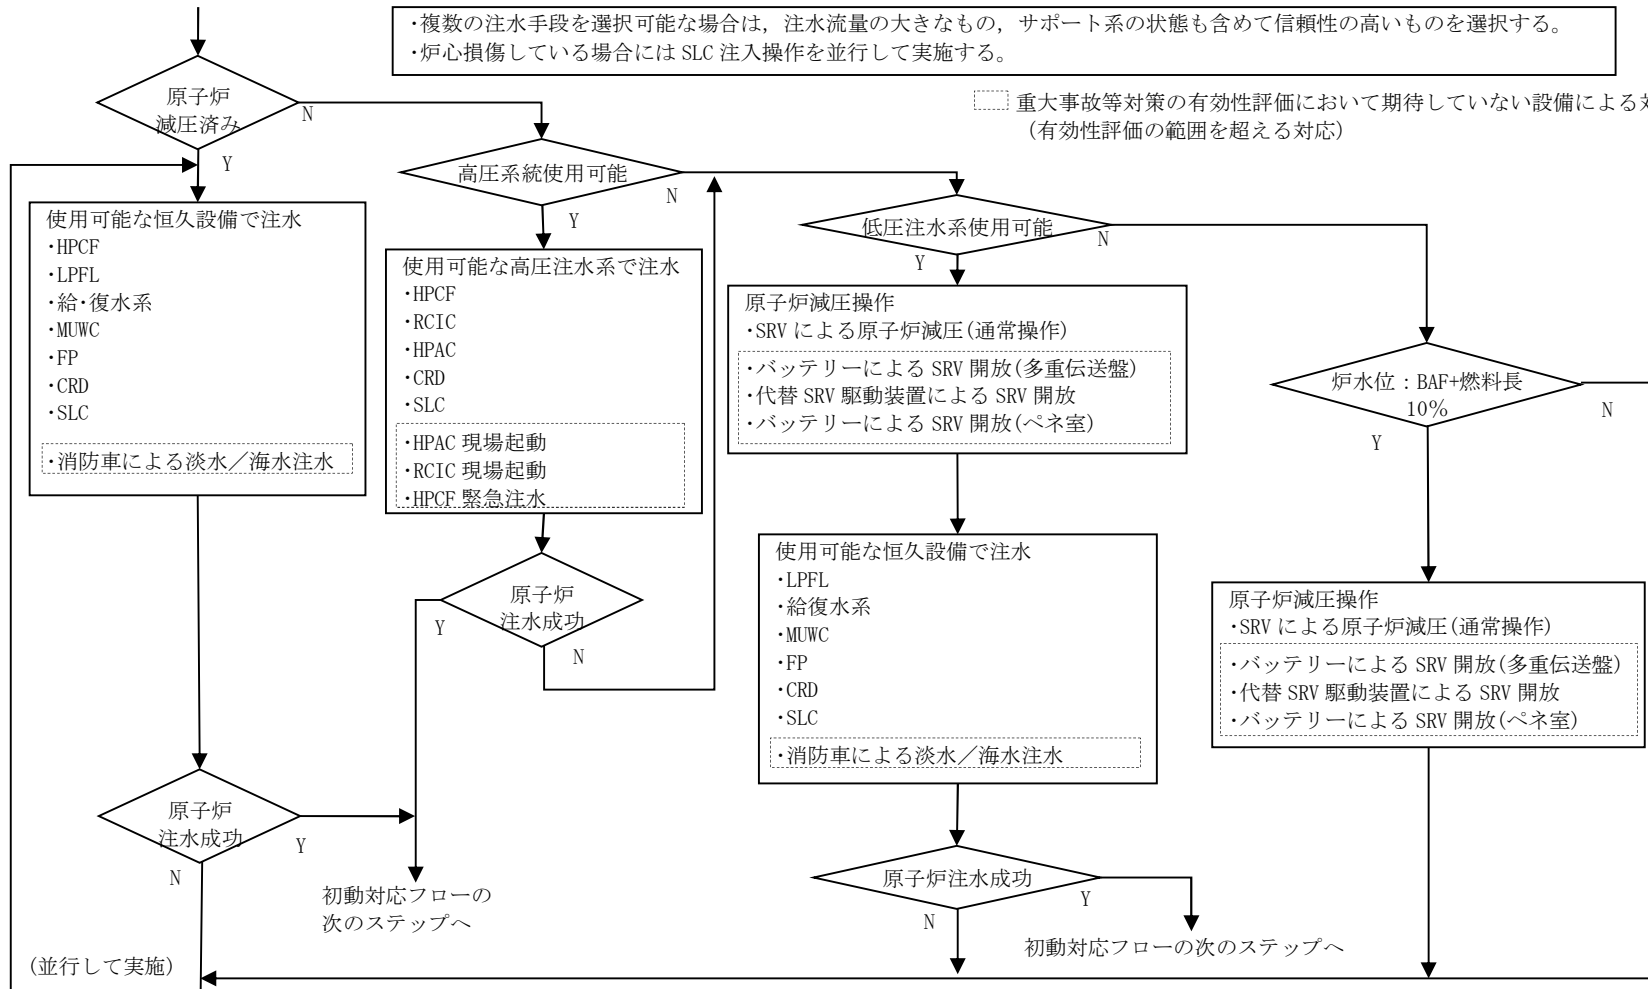 ・複数の注水手段を選択可能な場合は，注水流量の大きなもの，サポート系の状態も含めて信頼性の高いものを選択する。
・炉心損傷している場合には SLC 注入操作を並行して実施する。
重大事故等対策の有効性評価において期待していない設備による
(有効性評価の範囲を超える対応)
原子炉
減圧済み
N
Y
使用可能な恒久設備で注水
・HPCF
・LPFL
・給・復水系
・MUWC
・FP
・CRD
・SLC
・消防車による淡水／海水注水
原子炉
注水成功
Y
N
(並行して実施)
高圧系統使用可能
N
Y
使用可能な高圧注水系で注水
・HPCF
・RCIC
・HPAC
・CRD
・SLC
・HPAC 現場起動
・RCIC 現場起動
・HPCF 緊急注水
原子炉
注水成功
Y
N
初動対応フローの
次のステップへ
低圧注水系使用可能
N
Y
原子炉減圧操作
・SRV による原子炉減圧(通常操作)
・バッテリーによる SRV 開放(多重伝送盤)
・代替 SRV 駆動装置による SRV 開放
・バッテリーによる SRV 開放(ペネ室)
使用可能な恒久設備で注水
・LPFL
・給復水系
・MUWC
・FP
・CRD
・SLC
・消防車による淡水／海水注水
原子炉注水成功
Y
N
初動対応フローの次のステップへ
炉水位：BAF+燃料長
10%
N
Y
原子炉減圧操作
・SRV による原子炉減圧(通常操作)
・バッテリーによる SRV 開放(多重伝送盤)
・代替 SRV 駆動装置による SRV 開放
・バッテリーによる SRV 開放(ペネ室)